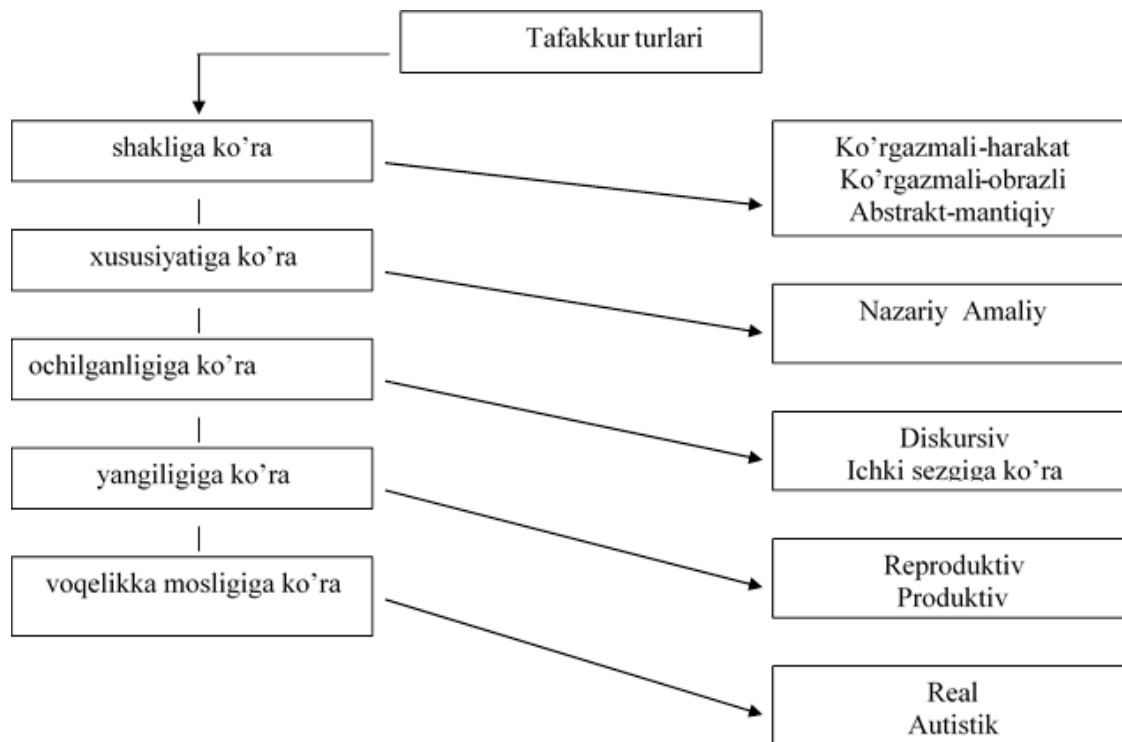 Tafakkur turlari
shakliga ko’ra
Ko’rgazmali-harakat
Ko’rgazmali-obrazli
Abstrakt-mantiqiy
xususiyatiga ko’ra
Nazariy Amaliy
ochilganligiga ko’ra
Diskursiv
Ichki sezgiga ko’ra
yangiligiga ko’ra
Reproduktiv
Produktiv
voqelikka mosligiga ko’ra
Real
Autistik